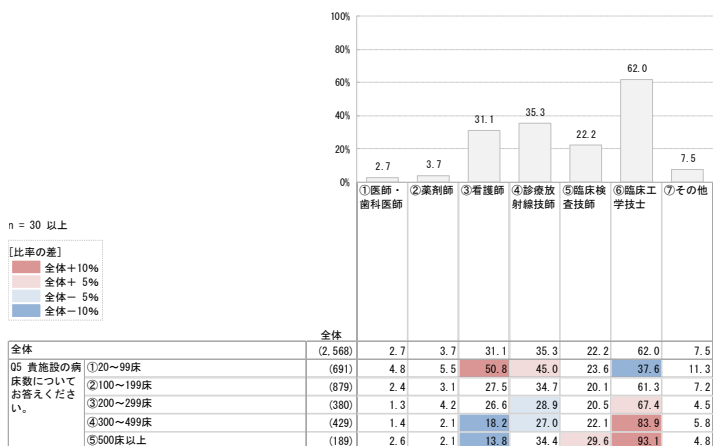 100%
80%
60%
40%
20%
0%
2.7
3.7
31.1
35.3
22.2
62.0
7.5
①医師・歯科医師
②薬剤師
③看護師
④診療放射線技師
⑤臨床検査技師
⑥臨床工学技士
⑦その他
n = 30 以上
[比率の差]
全体+10%
全体+ 5%
全体- 5%
全体-10%
全体
全体 (2,568) 2.7 3.7 31.1 35.3 22.2 62.0 7.5
Q5 貴施設の病床数についてお答えください。
①20～99床 (691) 4.8 5.5 50.8 45.0 23.6 37.6 11.3
②100～199床 (879) 2.4 3.1 27.5 34.7 20.1 61.3 7.2
③200～299床 (380) 1.3 4.2 26.6 28.9 20.5 67.4 4.5
④300～499床 (429) 1.4 2.1 18.2 27.0 22.1 83.9 5.8
⑤500床以上 (189) 2.6 2.1 13.8 34.4 29.6 93.1 4.8